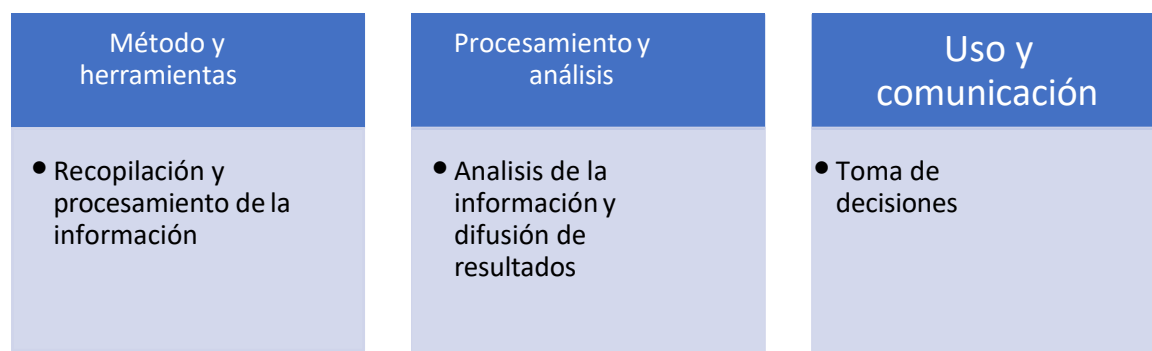 Método y
herramientas
• Recopilación y
procesamiento de la
información
Procesamiento y
análisis
• Analisis de la
información y
difusión de
resultados
Uso y
comunicación
• Toma de
decisiones